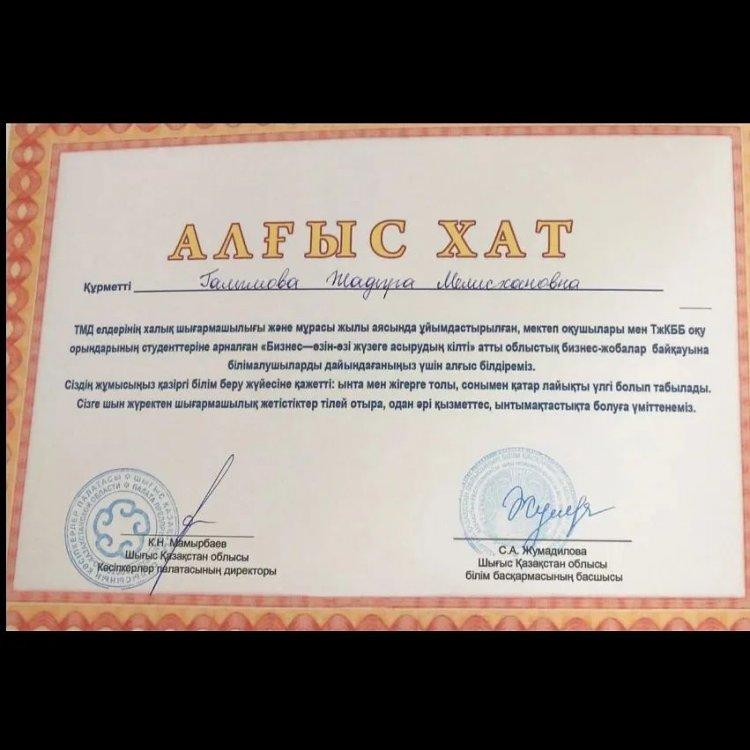 АЛҒЫС ХАТ
Құрметті Галымова Жадыра Мелисхановна
ТМД елдерінің халық шығармашылығы және мұрасы жылы аясында ұйымдастырылған, мектеп оқушылары мен ТжКББ оқу
орындарының студенттеріне арналған «Бизнес—өзін-өзі жүзеге асырудың кілті» атты облыстық бизнес-жобалар байқауына
білімалушыларды дайындағаныңыз үшін алғыс білдіреміз.
Сіздің жұмысыңыз қазіргі білім беру жүйесіне қажетті: ынта мен жігерге толы, сонымен қатар лайықты үлгі болып табылады.
Сізге шын жүректен шығармашылық жетістіктер тілей отыра, одан әрі қызметтес, ынтымақтастықта болуға үміттенеміз.
К.Н. Мамырбаев
Шығыс Қазақстан облысы
Кәсіпкерлер палатасының директоры
С.А. Жумадилова
Шығыс Қазақстан облысы
білім басқармасының басшысы